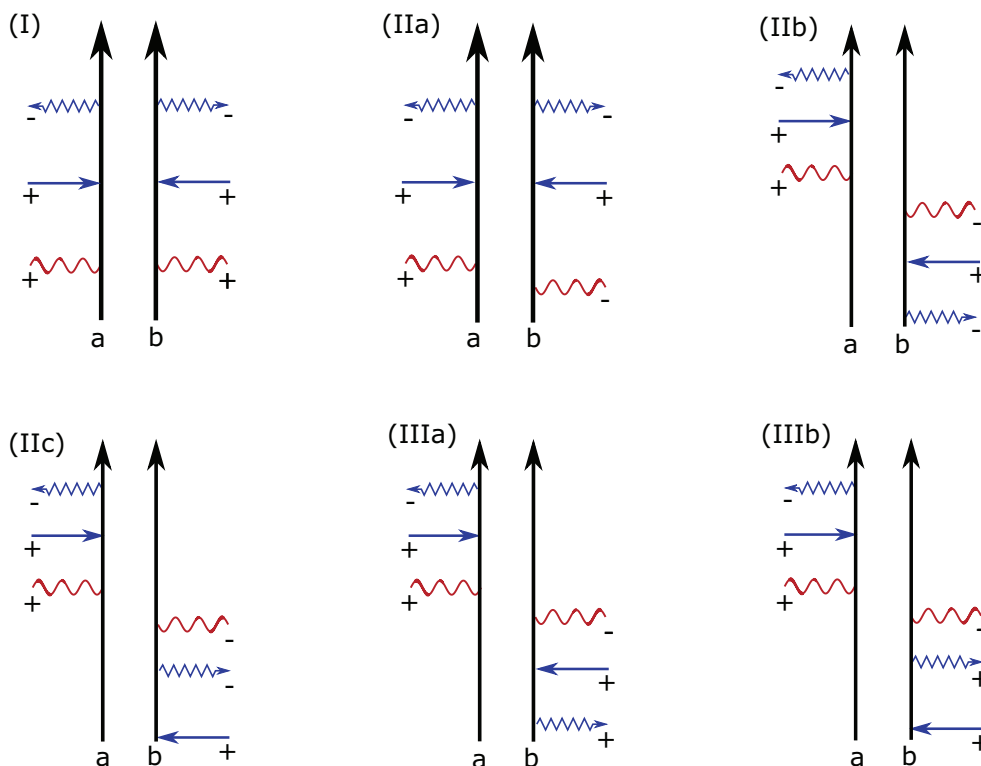 (I)
- -
+ +
+ +
a b
(IIa)
- -
+ +
+ -
a b
(IIb)
-
+
+
-
+
-
a b
(IIc)
-
+
+
-
-
+
a b
(IIIa)
-
+
+
-
+
+
a b
(IIIb)
-
+
+
-
+
+
a b